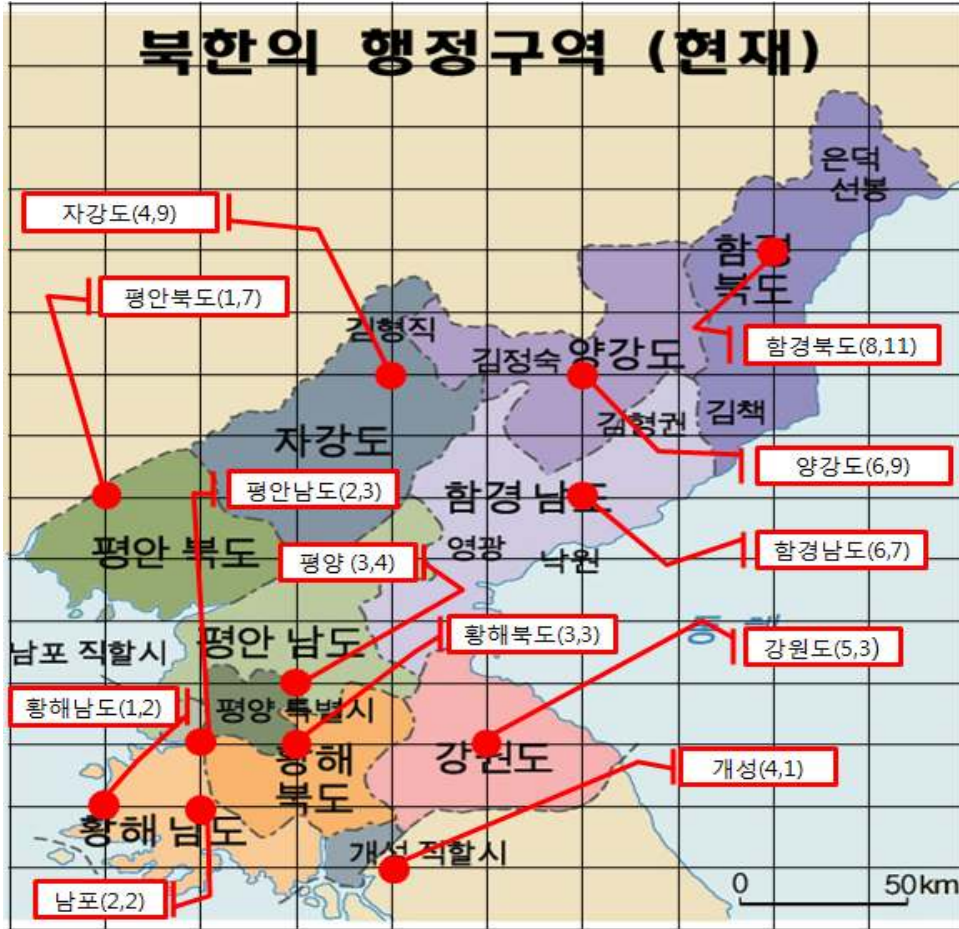 북한의 행정구역 (현재)
은덕
선봉
자강도(4,9)
함경
북도
평안북도(1,7)
김형직
함경북도(8,11)
김정숙
양강도
김형권
김책
자강도
양강도(6,9)
평안남도(2,3)
함경 남도
평안 북도
평양 (3,4)
영광
낙원
함경남도(6,7)
동해
남포 직할시
평안 남도
황해북도(3,3)
강원도(5,3)
황해남도(1,2)
평양 특별시
황해
북도
강원도
개성(4,1)
황해 남도
개성 직할시
남포(2,2)
0
50km